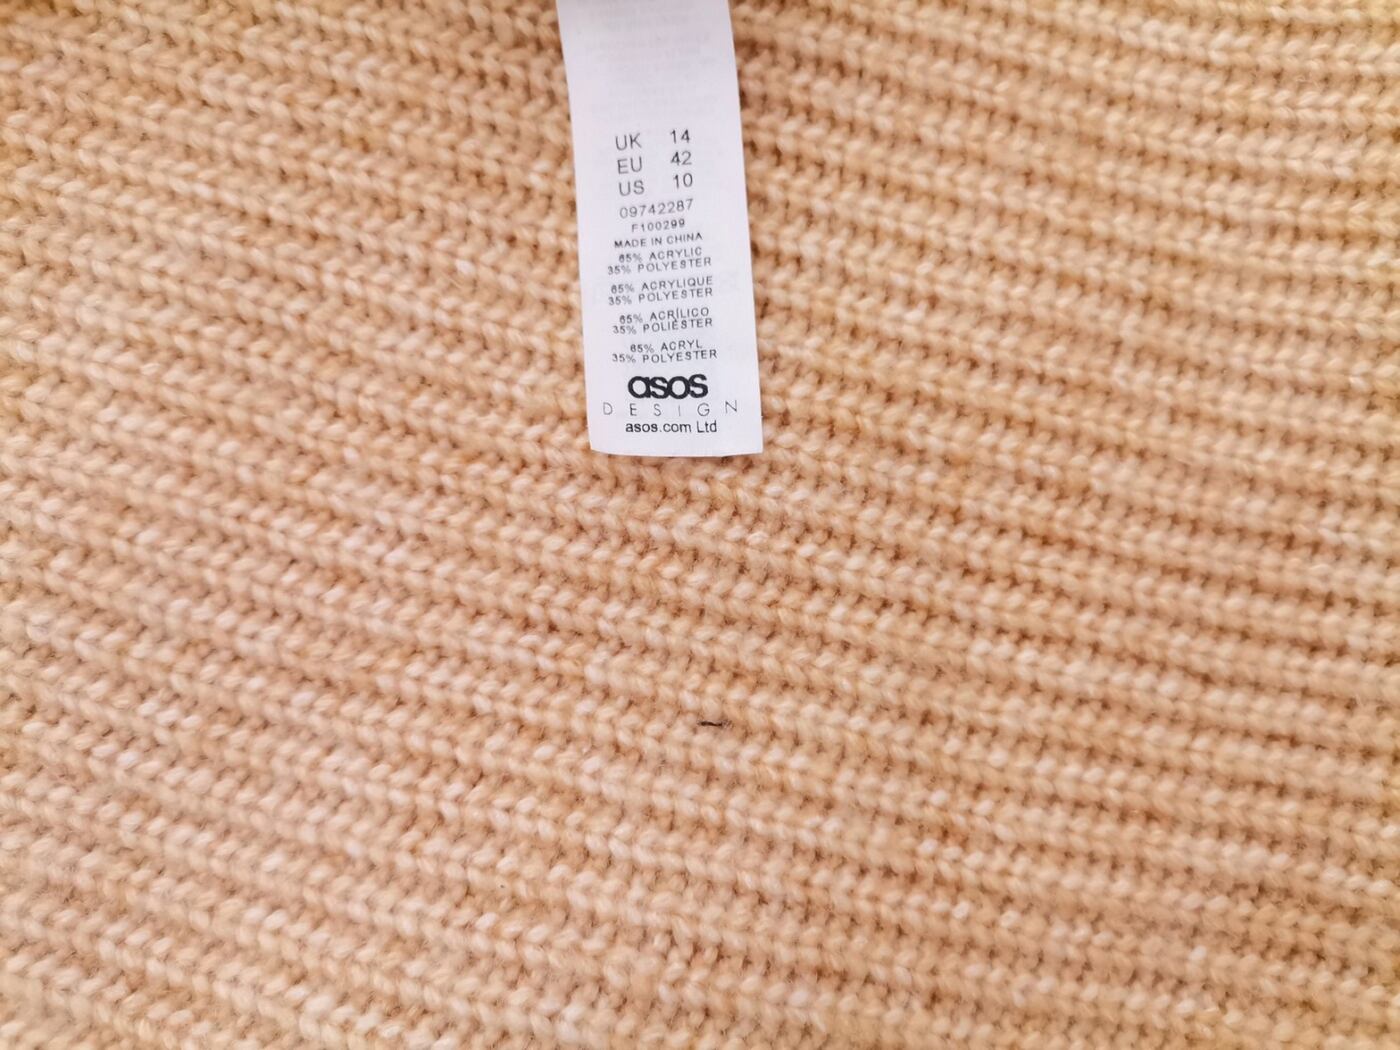 UK 14
EU 42
US 10
09742287
F100299
MADE IN CHINA
65% ACRYLIC
35% POLYESTER
65% ACRYLIQUE
35% POLYESTER
65% ACRÍLICO
35% POLIÉSTER
65% ACRYL
35% POLYESTER
asos
DESIGN
asos.com Ltd